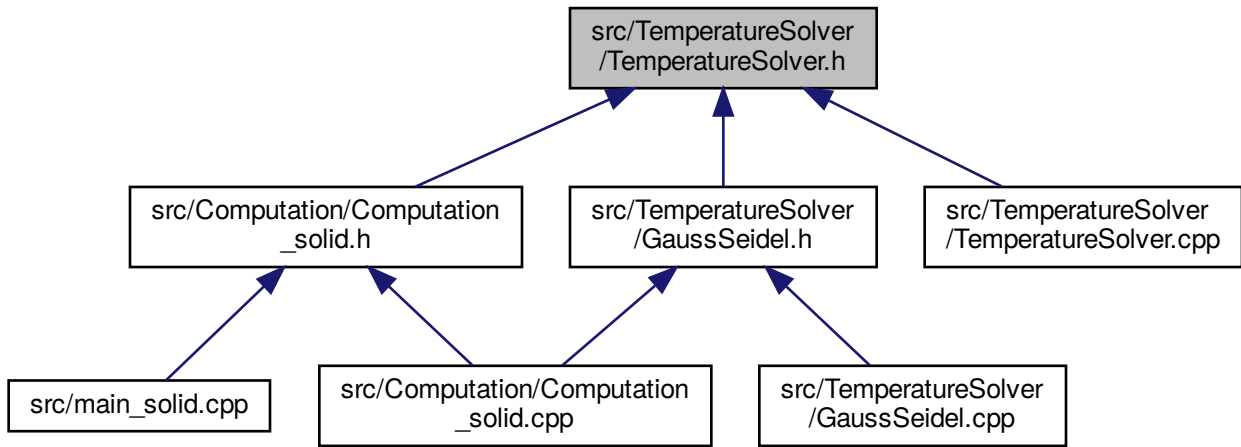 src/TemperatureSolver
/TemperatureSolver.h
src/Computation/Computation
_solid.h
src/TemperatureSolver
/GaussSeidel.h
src/TemperatureSolver
/TemperatureSolver.cpp
src/main_solid.cpp
src/Computation/Computation
_solid.cpp
src/TemperatureSolver
/GaussSeidel.cpp